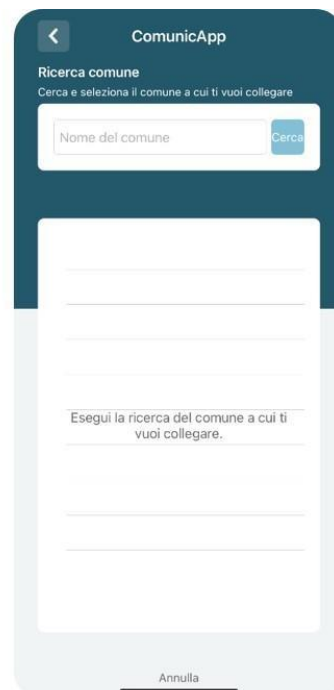 ComunicApp
Ricerca comune
Cerca e seleziona il comune a cui ti vuoi collegare
Nome del comune
Cerca
Esegui la ricerca del comune a cui ti
vuoi collegare.
Annulla